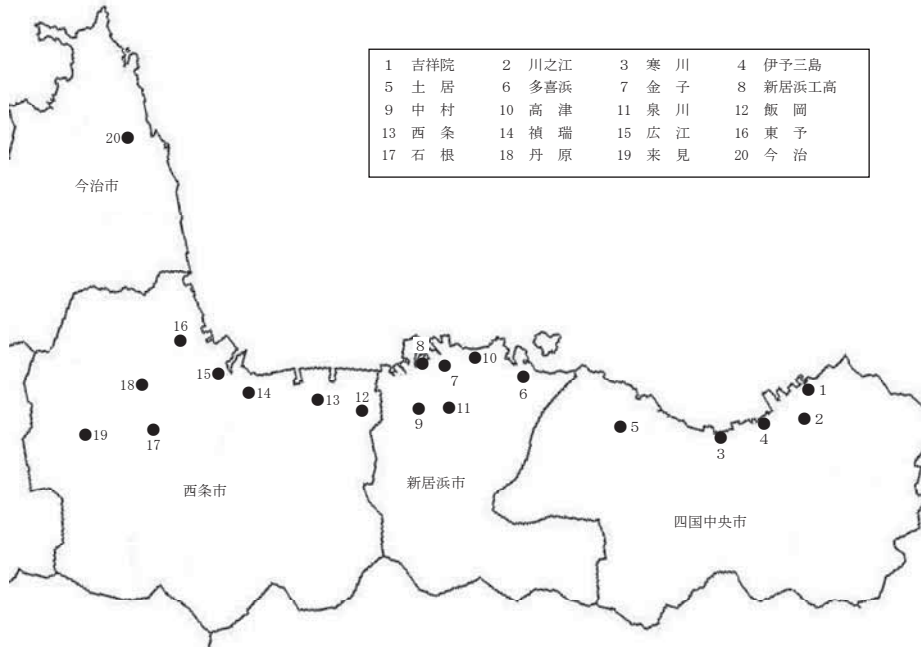 1 吉祥院 2 川之江 3 寒川 4 伊予三島
5 土居 6 多喜浜 7 金子 8 新居浜工高
9 中村 10 高津 11 泉川 12 飯岡
13 西条 14 禎瑞 15 広江 16 東予
17 石根 18 丹原 19 来見 20 今治
20
今治市
16
8
15
18
14
13
12
7
10
6
9
11
19
17
5
3
4
1
2
西条市
新居浜市
四国中央市